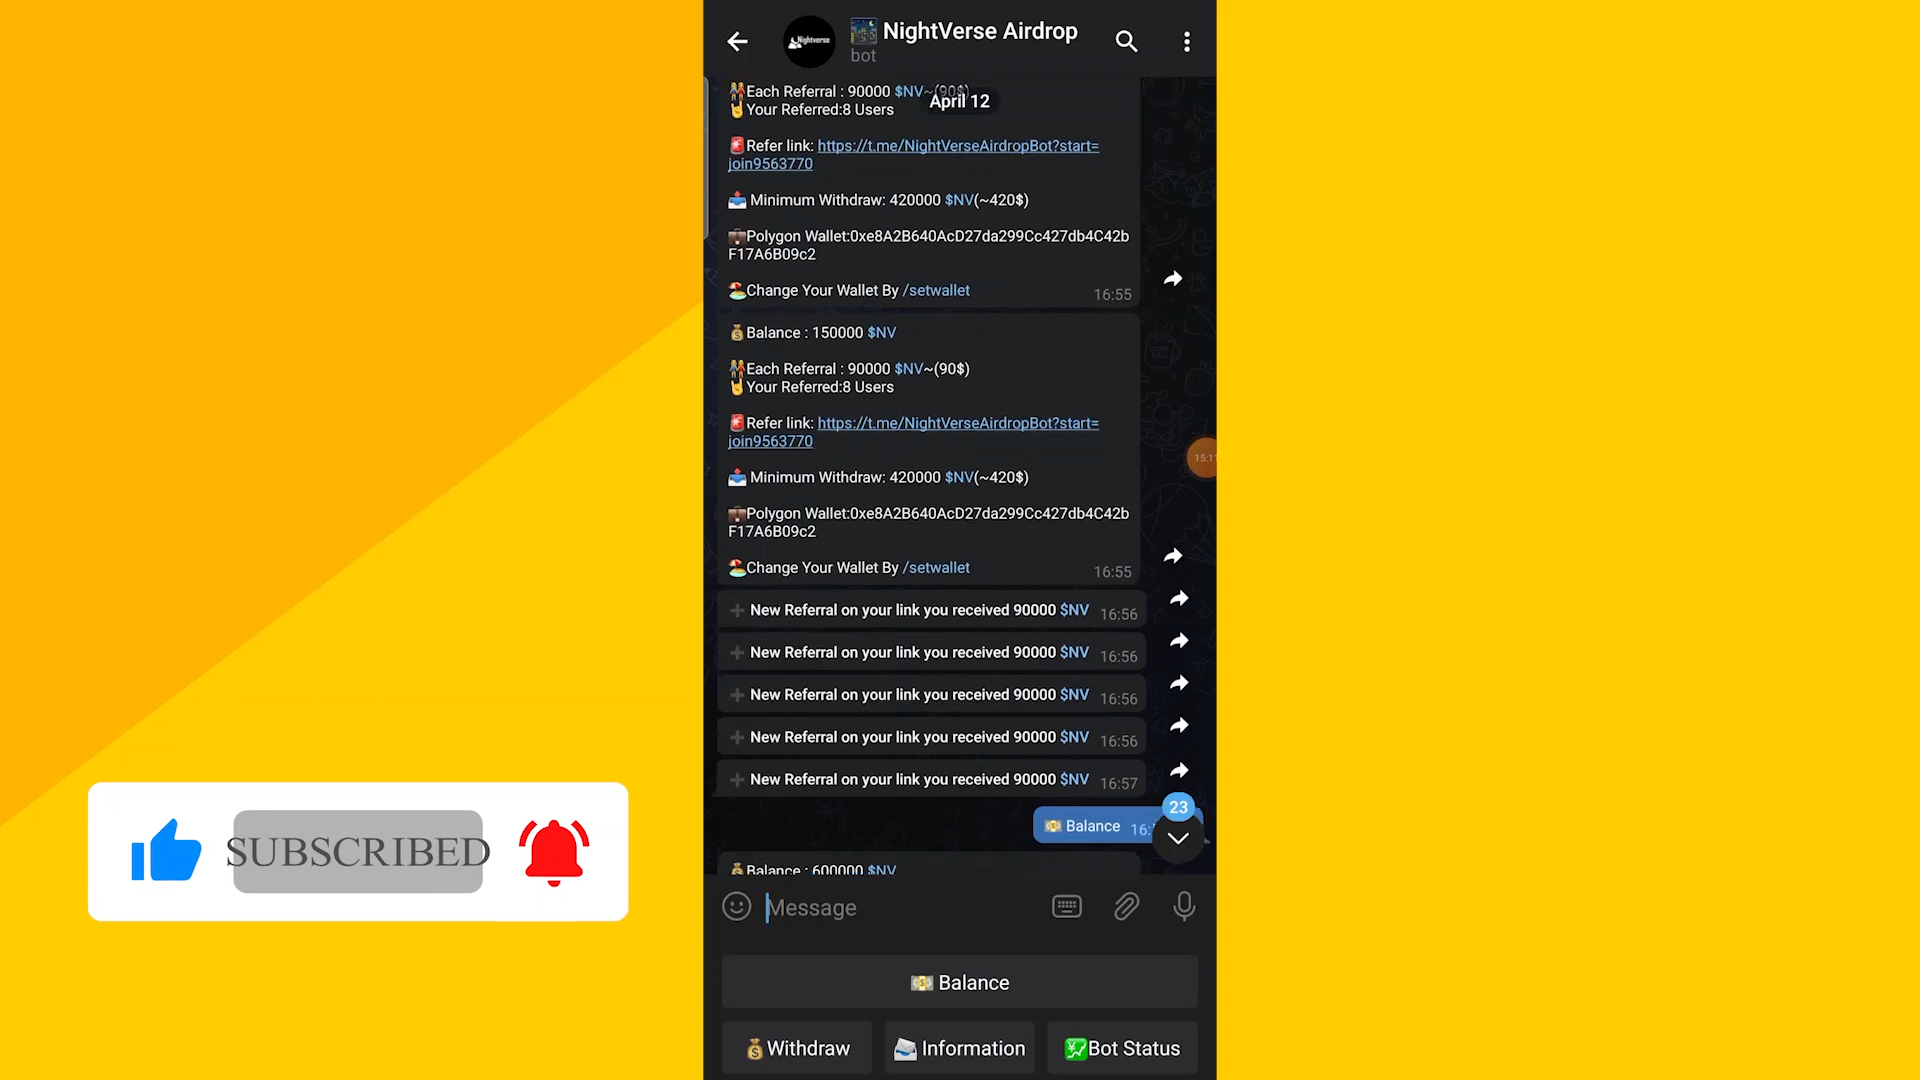 NightVerse Airdrop
Nightverse
bot
Each Referral : 90000 $NV~(90$)
April 12
Your Referred:8 Users
Refer link: https://t.me/NightVerseAirdropBot?start=
join9563770
Minimum Withdraw: 420000 $NV(~420$)
Polygon Wallet:0xe8A2B640AcD27da299Cc427db4C42b
F17A6B09c2
Change Your Wallet By /setwallet
16:55
Balance : 150000 $NV
Each Referral : 90000 $NV~(90$)
Your Referred:8 Users
Refer link: https://t.me/NightVerseAirdropBot?start=
join9563770
15:11
Minimum Withdraw: 420000 $NV(~420$)
Polygon Wallet:0xe8A2B640AcD27da299Cc427db4C42b
F17A6B09c2
Change Your Wallet By /setwallet
16:55
New Referral on your link you received 90000 $NV 16:56
New Referral on your link you received 90000 $NV 16:56
New Referral on your link you received 90000 $NV 16:56
New Referral on your link you received 90000 $NV 16:56
New Referral on your link you received 90000 $NV 16:57
23
Balance 16:
Balance : 600000 $NV
SUBSCRIBED
Message
Balance
Withdraw
Information
Bot Status